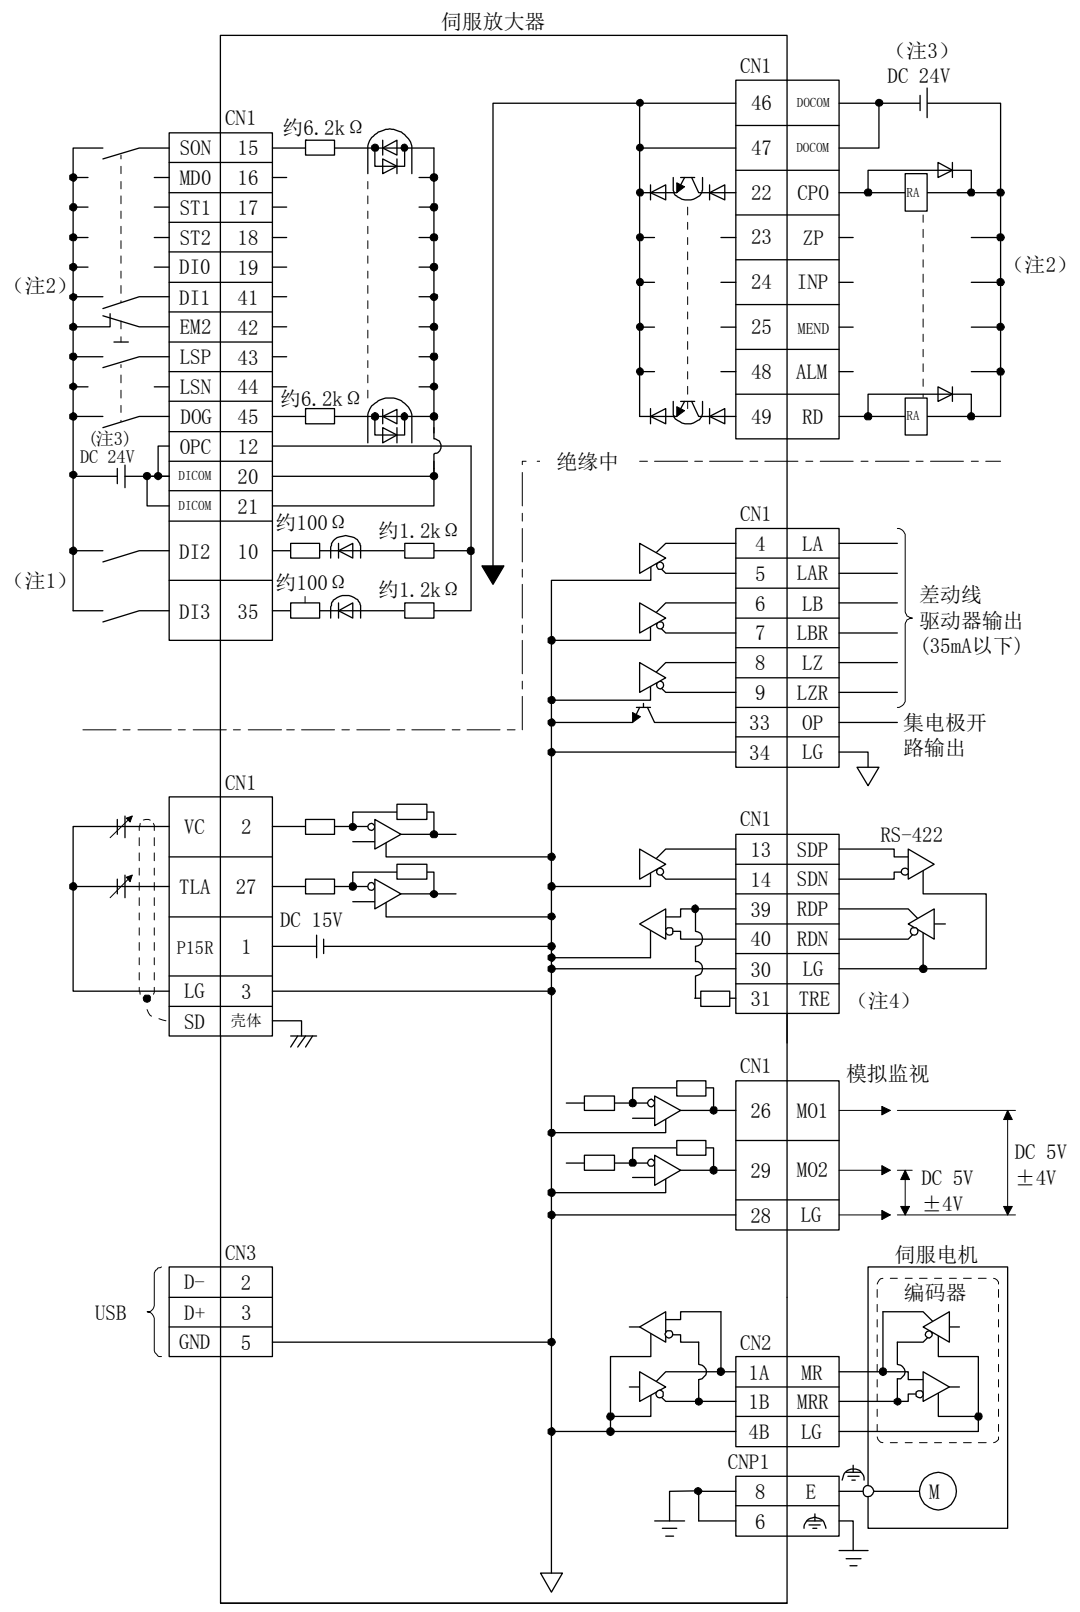 伺服放大器
CN1
SON 15
MD0 16
ST1 17
ST2 18
DI0 19
DI1 41
EM2 42
LSP 43
LSN 44
DOG 45
OPC 12
DICOM 20
DICOM 21
DI2 10
DI3 35
约6.2kΩ
约6.2kΩ
(注2)
(注3)
DC 24V
约100Ω
约1.2kΩ
约100Ω
约1.2kΩ
(注1)
CN1
46 DOCOM
47 DOCOM
22 CPO
23 ZP
24 INP
25 MEND
48 ALM
49 RD
(注3)
DC 24V
RA
RA
(注2)
绝缘中
CN1
4 LA
5 LAR
6 LB
7 LBR
8 LZ
9 LZR
33 OP
34 LG
差动线
驱动器输出
(35mA以下)
集电极开
路输出
CN1
VC 2
TLA 27
P15R 1
LG 3
SD 壳体
DC 15V
CN1
13 SDP
14 SDN
39 RDP
40 RDN
30 LG
31 TRE
RS-422
(注4)
CN1
26 MO1
29 MO2
28 LG
模拟监视
DC 5V
±4V
DC 5V
±4V
CN3
D- 2
D+ 3
GND 5
USB
CN2
1A MR
1B MRR
4B LG
伺服电机
编码器
CNP1
8 E
6
M